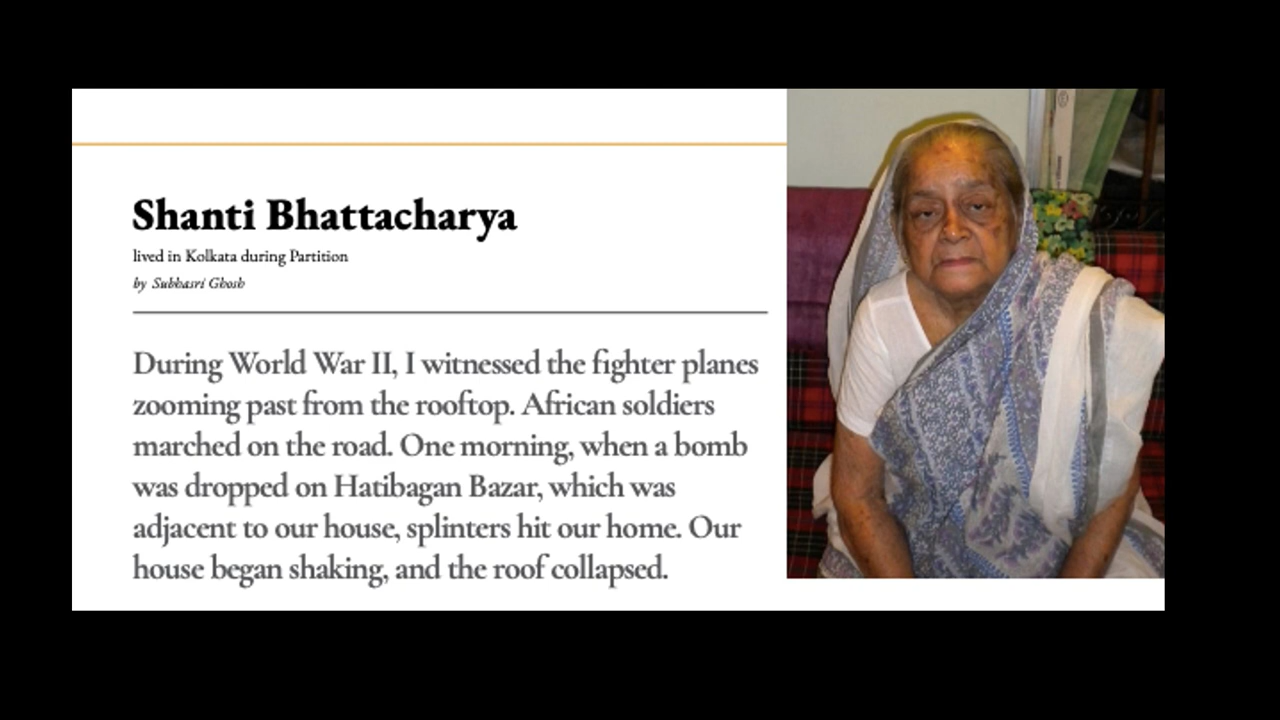 Shanti Bhattacharya
lived in Kolkata during Partition
by Subhasri Ghosh
During World War II, I witnessed the fighter planes
zooming past from the rooftop. African soldiers
marched on the road. One morning, when a bomb
was dropped on Hatibagan Bazar, which was
adjacent to our house, splinters hit our home. Our
house began shaking, and the roof collapsed.